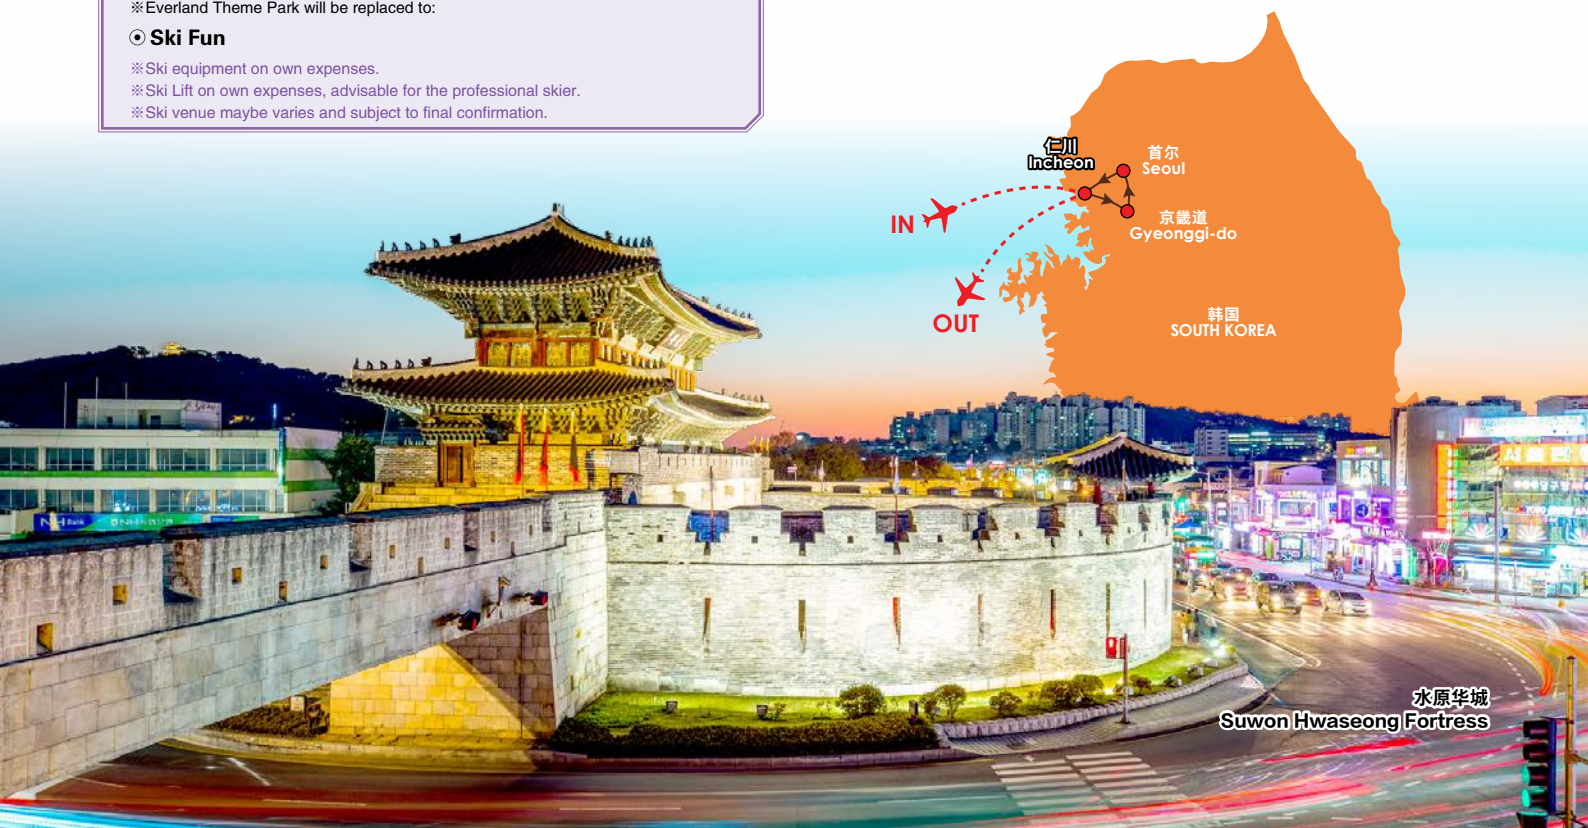 ※Everland Theme Park will be replaced to:
⦿ Ski Fun
※Ski equipment on own expenses.
※Ski Lift on own expenses, advisable for the professional skier.
※Ski venue maybe varies and subject to final confirmation.
仁川
Incheon
首尔
Seoul
IN
京畿道
Gyeonggi-do
OUT
韩国
SOUTH KOREA
NH Bank
水原华城
Suwon Hwaseong Fortress